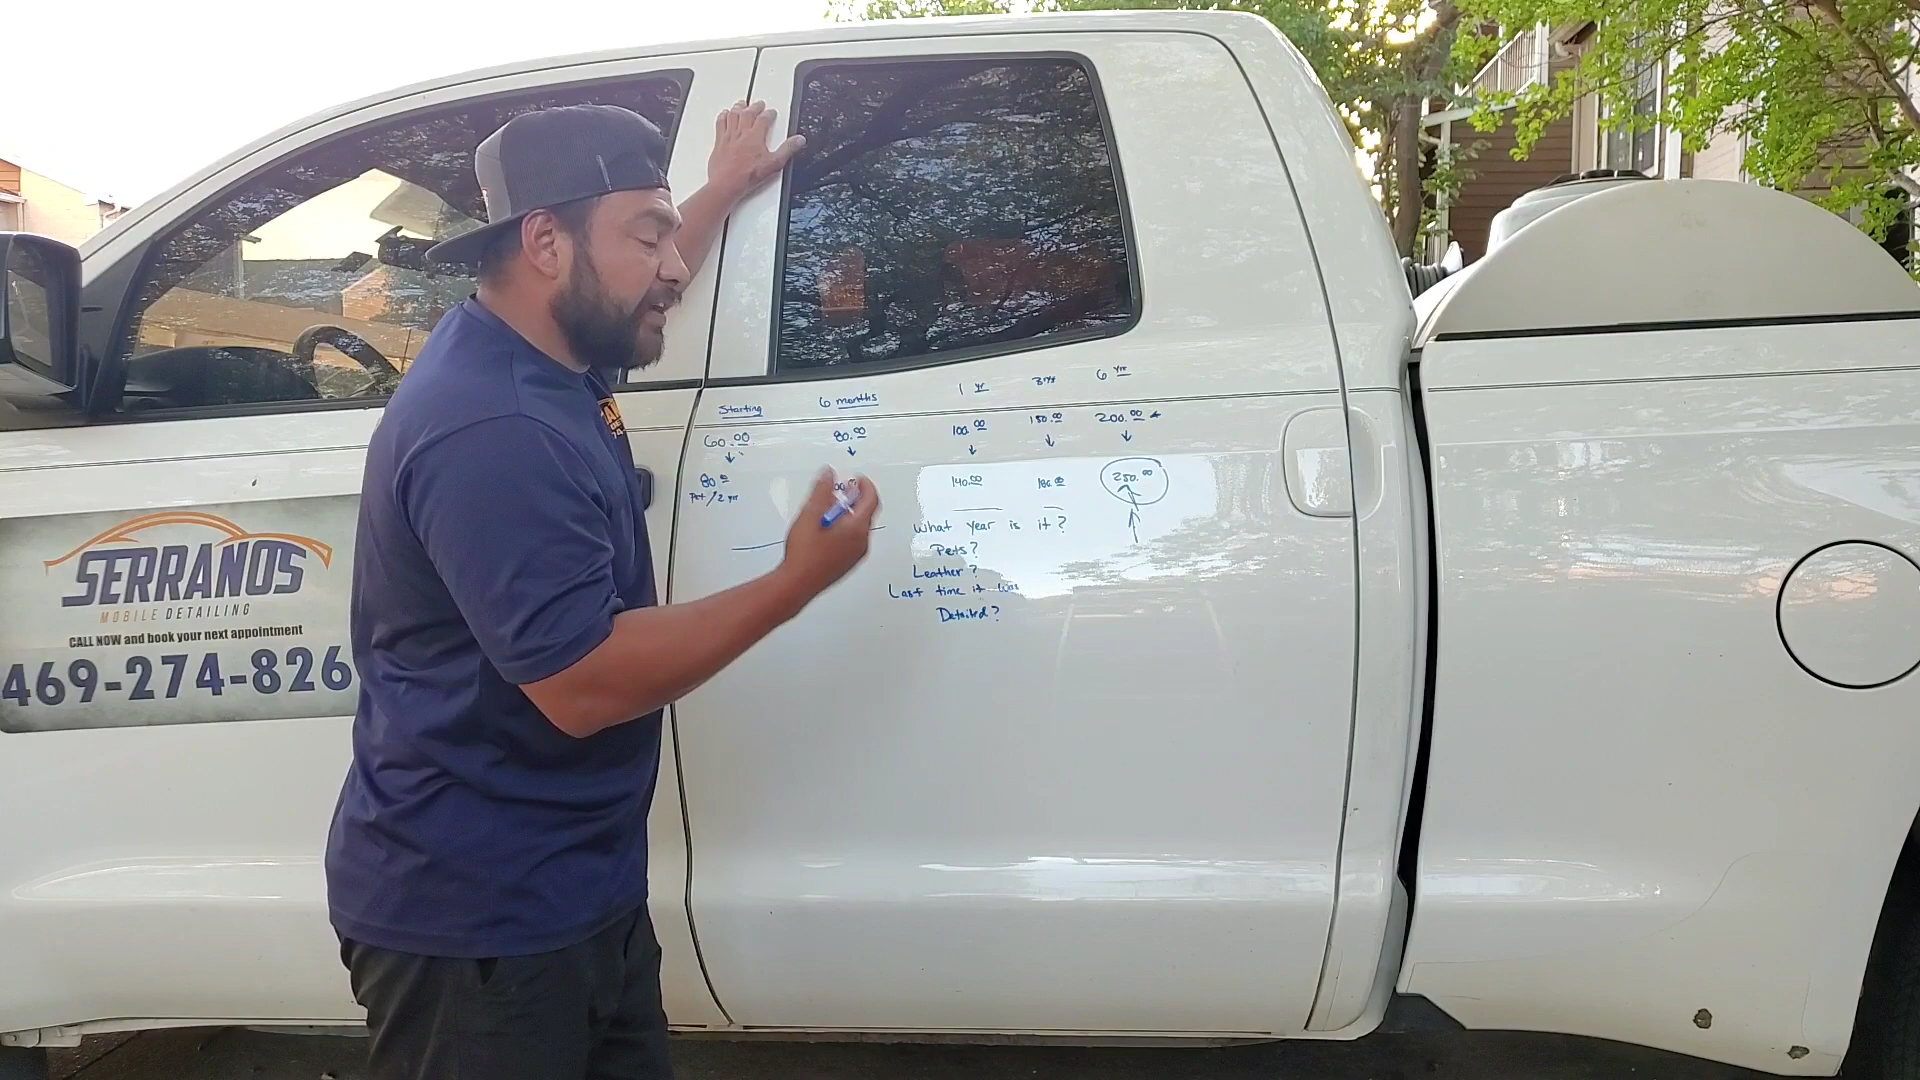 Starting 6 months 1 yr 3 yrs 6 yrs
60.00 80.00 100.00 150.00 200.00
80.00 140.00 180.00 250.00
Pet / 2 yr
What year is it?
Pets?
Leather?
Last time it was
Detailed?
SERRANOS
MOBILE DETAILING
CALL NOW and book your next appointment
469-274-826